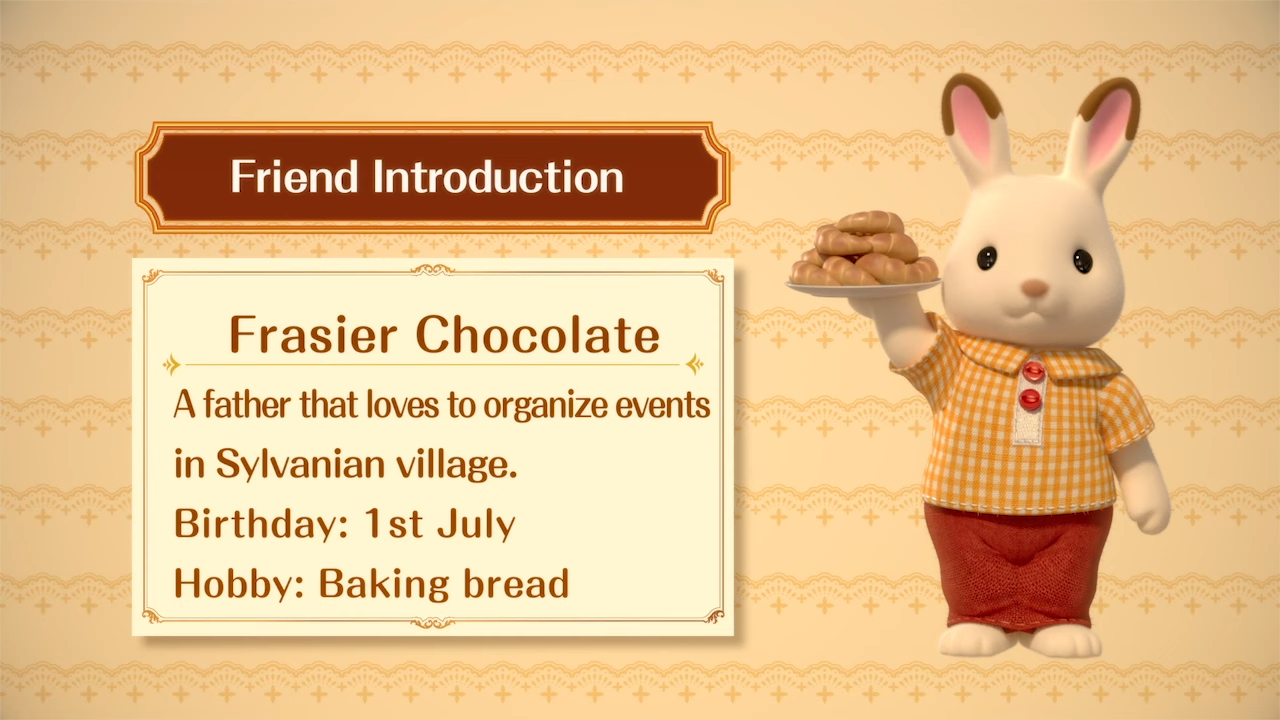 Friend Introduction
Frasier Chocolate
A father that loves to organize events
in Sylvanian village.
Birthday: 1st July
Hobby: Baking bread